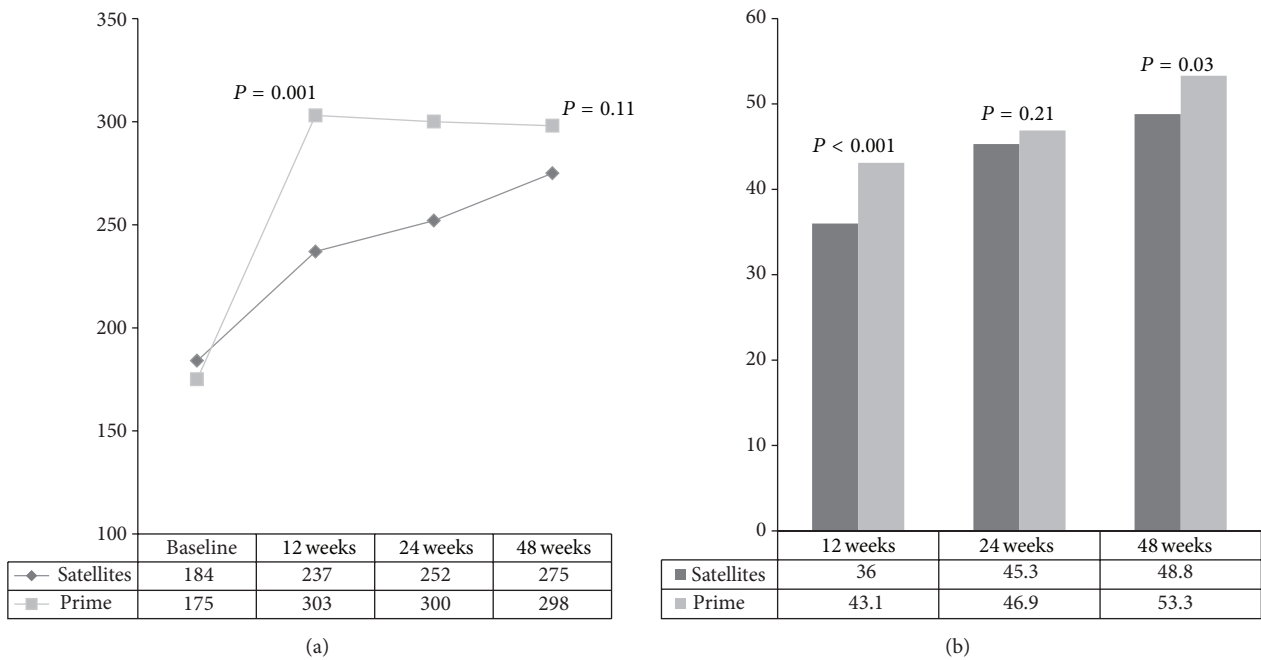 350
300
250
200
150
100
P = 0.001
P = 0.11
Baseline 12 weeks 24 weeks 48 weeks
Satellites 184 237 252 275
Prime 175 303 300 298
(a)
60
50
40
30
20
10
0
P < 0.001
P = 0.21
P = 0.03
12 weeks 24 weeks 48 weeks
Satellites 36 45.3 48.8
Prime 43.1 46.9 53.3
(b)